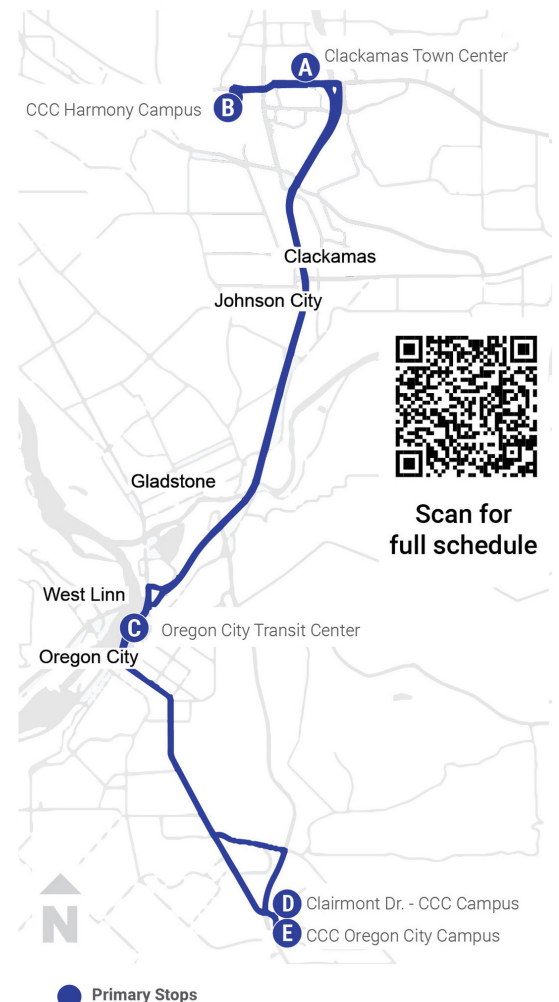 Clackamas Town Center
A
CCC Harmony Campus
B
Clackamas
Johnson City
Gladstone
Scan for
full schedule
West Linn
C
Oregon City Transit Center
Oregon City
D
Clairmont Dr. - CCC Campus
E
CCC Oregon City Campus
N
Primary Stops